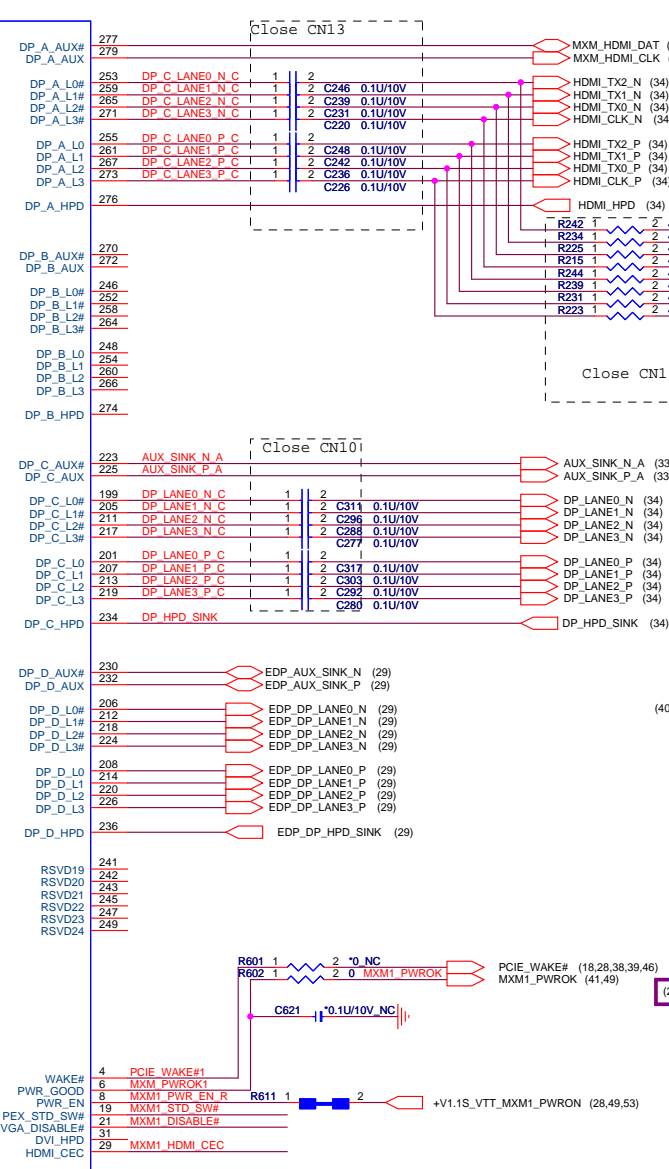 Close CN13
DP_A_AUX# 277 MXM_HDMI_DAT (
DP_A_AUX 279 MXM_HDMI_CLK (
DP_A_L0# 253 DP_C_LANE0_N_C 1 2 C246 0.1U/10V HDMI_TX2_N (34)
DP_A_L1# 259 DP_C_LANE1_N_C 1 2 C239 0.1U/10V HDMI_TX1_N (34)
DP_A_L2# 265 DP_C_LANE2_N_C 1 2 C231 0.1U/10V HDMI_TX0_N (34)
DP_A_L3# 271 DP_C_LANE3_N_C 1 2 C220 0.1U/10V HDMI_CLK_N (34
DP_A_L0 255 DP_C_LANE0_P_C 1 2 C248 0.1U/10V HDMI_TX2_P (34)
DP_A_L1 261 DP_C_LANE1_P_C 1 2 C242 0.1U/10V HDMI_TX1_P (34)
DP_A_L2 267 DP_C_LANE2_P_C 1 2 C236 0.1U/10V HDMI_TX0_P (34)
DP_A_L3 273 DP_C_LANE3_P_C 1 2 C226 0.1U/10V HDMI_CLK_P (34
DP_A_HPD 276 HDMI_HPD (34)
R242 1 2
R234 1 2
R225 1 2
R215 1 2
R244 1 2
R239 1 2
R231 1 2
R223 1 2
Close CN1
DP_B_AUX# 270
DP_B_AUX 272
DP_B_L0# 246
DP_B_L1# 252
DP_B_L2# 258
DP_B_L3# 264
DP_B_L0 248
DP_B_L1 254
DP_B_L2 260
DP_B_L3 266
DP_B_HPD 274
Close CN10
DP_C_AUX# 223 AUX_SINK_N_A AUX_SINK_N_A (33
DP_C_AUX 225 AUX_SINK_P_A AUX_SINK_P_A (33
DP_C_L0# 199 DP_LANE0_N_C 1 2 C311 0.1U/10V DP_LANE0_N (34)
DP_C_L1# 205 DP_LANE1_N_C 1 2 C296 0.1U/10V DP_LANE1_N (34)
DP_C_L2# 211 DP_LANE2_N_C 1 2 C288 0.1U/10V DP_LANE2_N (34)
DP_C_L3# 217 DP_LANE3_N_C 1 2 C277 0.1U/10V DP_LANE3_N (34)
DP_C_L0 201 DP_LANE0_P_C 1 2 C317 0.1U/10V DP_LANE0_P (34)
DP_C_L1 207 DP_LANE1_P_C 1 2 C303 0.1U/10V DP_LANE1_P (34)
DP_C_L2 213 DP_LANE2_P_C 1 2 C292 0.1U/10V DP_LANE2_P (34)
DP_C_L3 219 DP_LANE3_P_C 1 2 C280 0.1U/10V DP_LANE3_P (34)
DP_C_HPD 234 DP_HPD_SINK DP_HPD_SINK (34)
DP_D_AUX# 230 EDP_AUX_SINK_N (29)
DP_D_AUX 232 EDP_AUX_SINK_P (29)
DP_D_L0# 206 EDP_DP_LANE0_N (29) (40
DP_D_L1# 212 EDP_DP_LANE1_N (29)
DP_D_L2# 218 EDP_DP_LANE2_N (29)
DP_D_L3# 224 EDP_DP_LANE3_N (29)
DP_D_L0 208 EDP_DP_LANE0_P (29)
DP_D_L1 214 EDP_DP_LANE1_P (29)
DP_D_L2 220 EDP_DP_LANE2_P (29)
DP_D_L3 226 EDP_DP_LANE3_P (29)
DP_D_HPD 236 EDP_DP_HPD_SINK (29)
RSVD19 241
RSVD20 242
RSVD21 243
RSVD22 245
RSVD23 247
RSVD24 249
R601 1 2 *0_NC PCIE_WAKE# (18,28,38,39,46)
R602 1 2 0 MXM1_PWROK MXM1_PWROK (41,49)
C621 *0.1U/10V_NC
WAKE# 4 PCIE_WAKE#1
PWR_GOOD 6 MXM_PWROK1
PWR_EN 8 MXM1_PWR_EN_R R611 1 2 +V1.1S_VTT_MXM1_PWRON (28,49,53)
PEX_STD_SW# 19 MXM1_STD_SW#
VGA_DISABLE# 21 MXM1_DISABLE#
DVI_HPD 31
HDMI_CEC 29 MXM1_HDMI_CEC